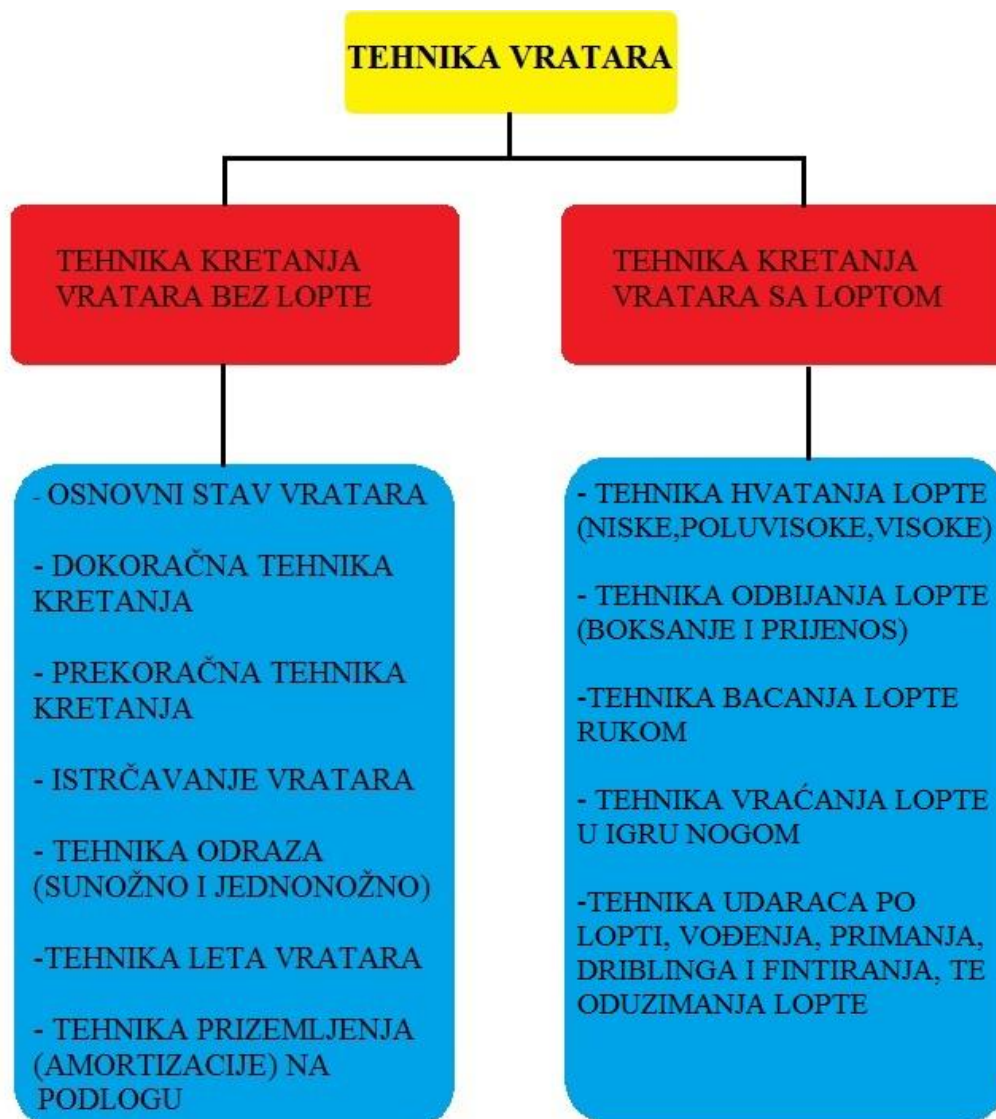 TEHNIKA VRATARA
TEHNIKA KRETANJA
VRATARA BEZ LOPTE
TEHNIKA KRETANJA
VRATARA SA LOPTOM
- OSNOVNI STAV VRATARA
- DOKORAČNA TEHNIKA
KRETANJA
- PREKORAČNA TEHNIKA
KRETANJA
- ISTRČAVANJE VRATARA
- TEHNIKA ODRAZA
(SUNOŽNO I JEDNONOŽNO)
-TEHNIKA LETA VRATARA
- TEHNIKA PRIZEMLJENJA
(AMORTIZACIJE) NA
PODLOGU
- TEHNIKA HVATANJA LOPTE
(NISKE,POLUVISOKE,VISOKE)
- TEHNIKA ODBIJANJA LOPTE
(BOKSANJE I PRIJENOS)
-TEHNIKA BACANJA LOPTE
RUKOM
- TEHNIKA VRAĆANJA LOPTE
U IGRU NOGOM
-TEHNIKA UDARACA PO
LOPTI, VOĐENJA, PRIMANJA,
DRIBLINGA I FINTIRANJA, TE
ODUZIMANJA LOPTE